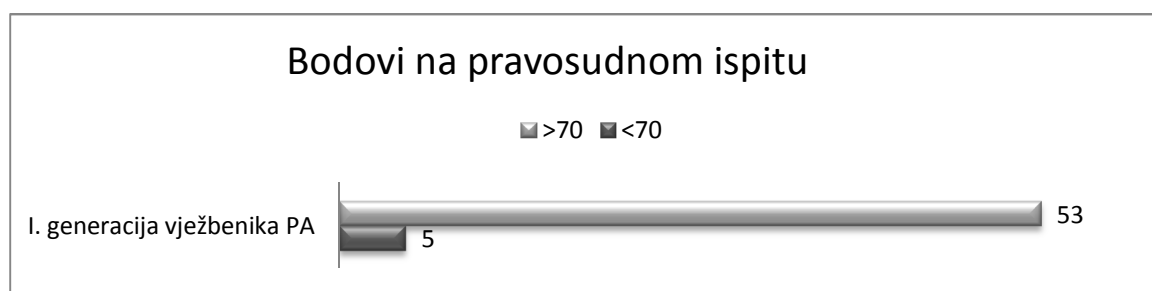 Bodovi na pravosudnom ispitu
>70 <70
I. generacija vježbenika PA
53
5